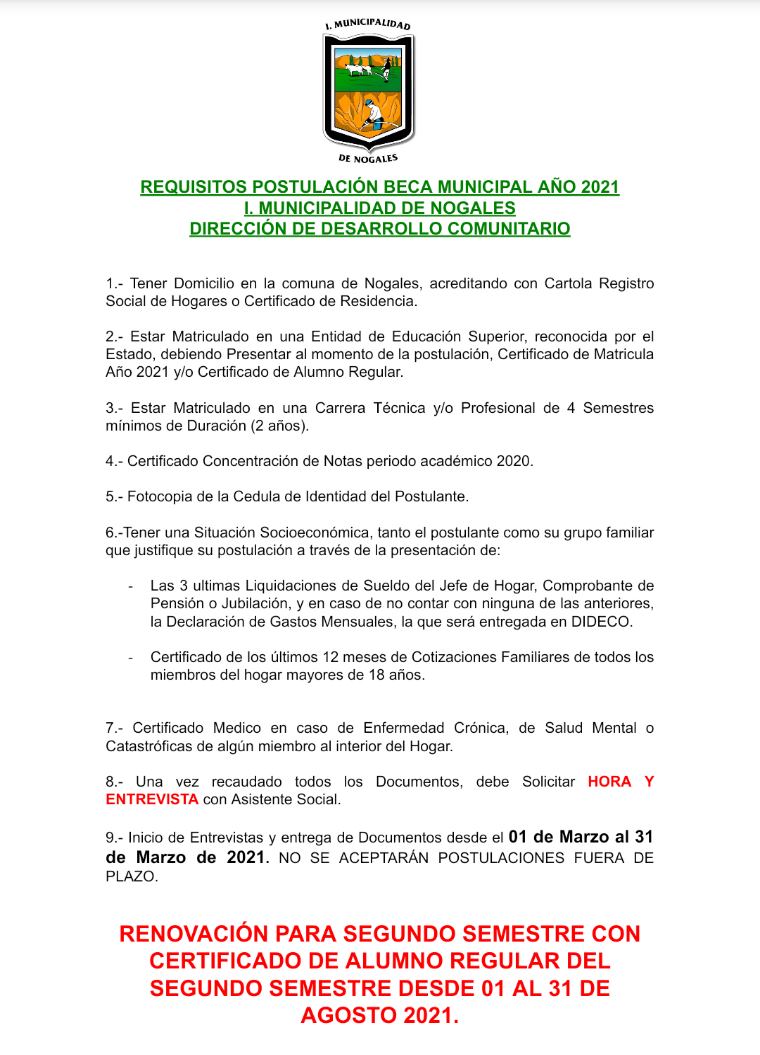 I. MUNICIPALIDAD
DE NOGALES
REQUISITOS POSTULACIÓN BECA MUNICIPAL AÑO 2021
I. MUNICIPALIDAD DE NOGALES
DIRECCIÓN DE DESARROLLO COMUNITARIO
1.- Tener Domicilio en la comuna de Nogales, acreditando con Cartola Registro
Social de Hogares o Certificado de Residencia.
2.- Estar Matriculado en una Entidad de Educación Superior, reconocida por el
Estado, debiendo Presentar al momento de la postulación, Certificado de Matricula
Año 2021 y/o Certificado de Alumno Regular.
3.- Estar Matriculado en una Carrera Técnica y/o Profesional de 4 Semestres
mínimos de Duración (2 años).
4.- Certificado Concentración de Notas periodo académico 2020.
5.- Fotocopia de la Cedula de Identidad del Postulante.
6.-Tener una Situación Socioeconómica, tanto el postulante como su grupo familiar
que justifique su postulación a través de la presentación de:
- Las 3 ultimas Liquidaciones de Sueldo del Jefe de Hogar, Comprobante de
Pensión o Jubilación, y en caso de no contar con ninguna de las anteriores,
la Declaración de Gastos Mensuales, la que será entregada en DIDECO.
- Certificado de los últimos 12 meses de Cotizaciones Familiares de todos los
miembros del hogar mayores de 18 años.
7.- Certificado Medico en caso de Enfermedad Crónica, de Salud Mental o
Catastróficas de algún miembro al interior del Hogar.
8.- Una vez recaudado todos los Documentos, debe Solicitar HORA Y
ENTREVISTA con Asistente Social.
9.- Inicio de Entrevistas y entrega de Documentos desde el 01 de Marzo al 31
de Marzo de 2021. NO SE ACEPTARÁN POSTULACIONES FUERA DE
PLAZO.
RENOVACIÓN PARA SEGUNDO SEMESTRE CON
CERTIFICADO DE ALUMNO REGULAR DEL
SEGUNDO SEMESTRE DESDE 01 AL 31 DE
AGOSTO 2021.